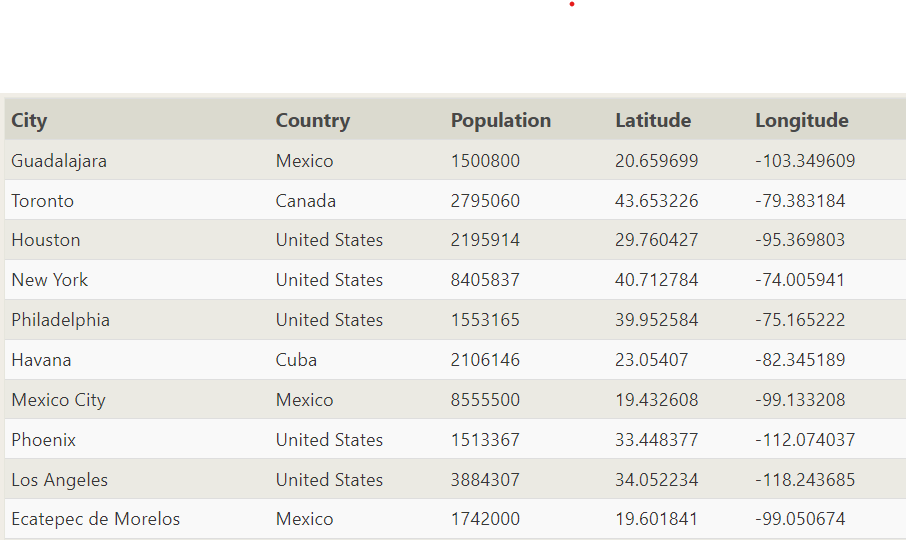 City Country Population Latitude Longitude
Guadalajara Mexico 1500800 20.659699 -103.349609
Toronto Canada 2795060 43.653226 -79.383184
Houston United States 2195914 29.760427 -95.369803
New York United States 8405837 40.712784 -74.005941
Philadelphia United States 1553165 39.952584 -75.165222
Havana Cuba 2106146 23.05407 -82.345189
Mexico City Mexico 8555500 19.432608 -99.133208
Phoenix United States 1513367 33.448377 -112.074037
Los Angeles United States 3884307 34.052234 -118.243685
Ecatepec de Morelos Mexico 1742000 19.601841 -99.050674